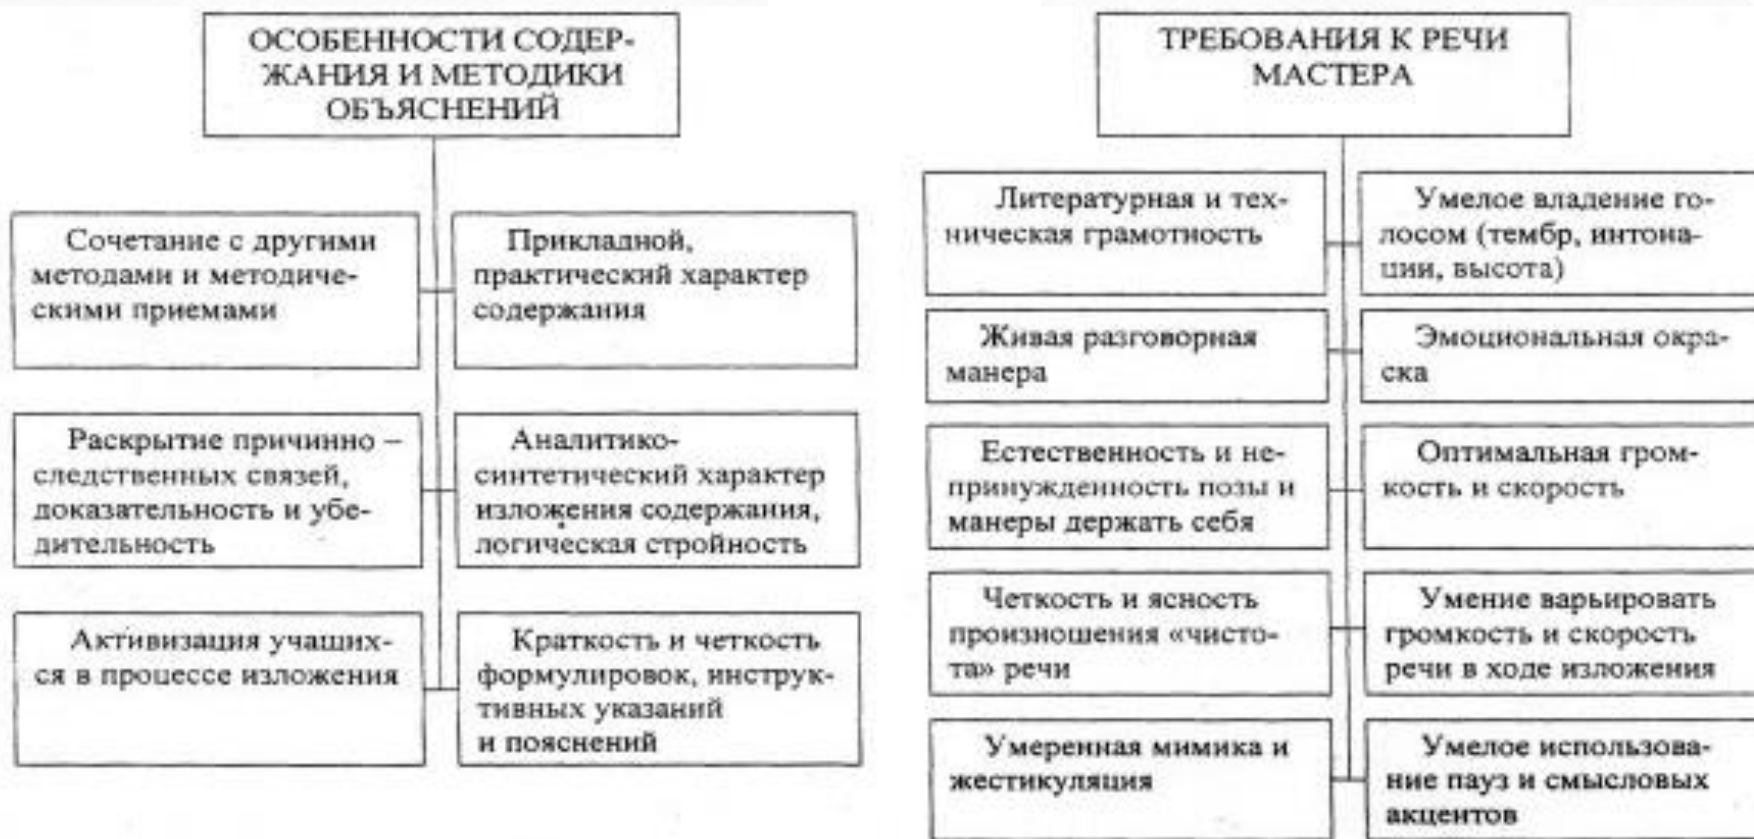 ОСОБЕННОСТИ СОДЕР-
ЖАНИЯ И МЕТОДИКИ
ОБЪЯСНЕНИЙ
Сочетание с другими
методами и методиче-
скими приемами
Прикладной,
практический характер
содержания
Раскрытие причинно –
следственных связей,
доказательность и убе-
дительность
Аналитико-
синтетический характер
изложения содержания,
логическая стройность
Активизация учащих-
ся в процессе изложения
Краткость и четкость
формулировок, инструк-
тивных указаний
и пояснений
ТРЕБОВАНИЯ К РЕЧИ
МАСТЕРА
Литературная и тех-
ническая грамотность
Умелое владение го-
лосом (тембр, интона-
ции, высота)
Живая разговорная
манера
Эмоциональная окра-
ска
Естественность и не-
принужденность позы и
манеры держать себя
Оптимальная гром-
кость и скорость
Четкость и ясность
произношения «чисто-
та» речи
Умение варьировать
громкость и скорость
речи в ходе изложения
Умеренная мимика и
жестикуляция
Умелое использова-
ние пауз и смысловых
акцентов